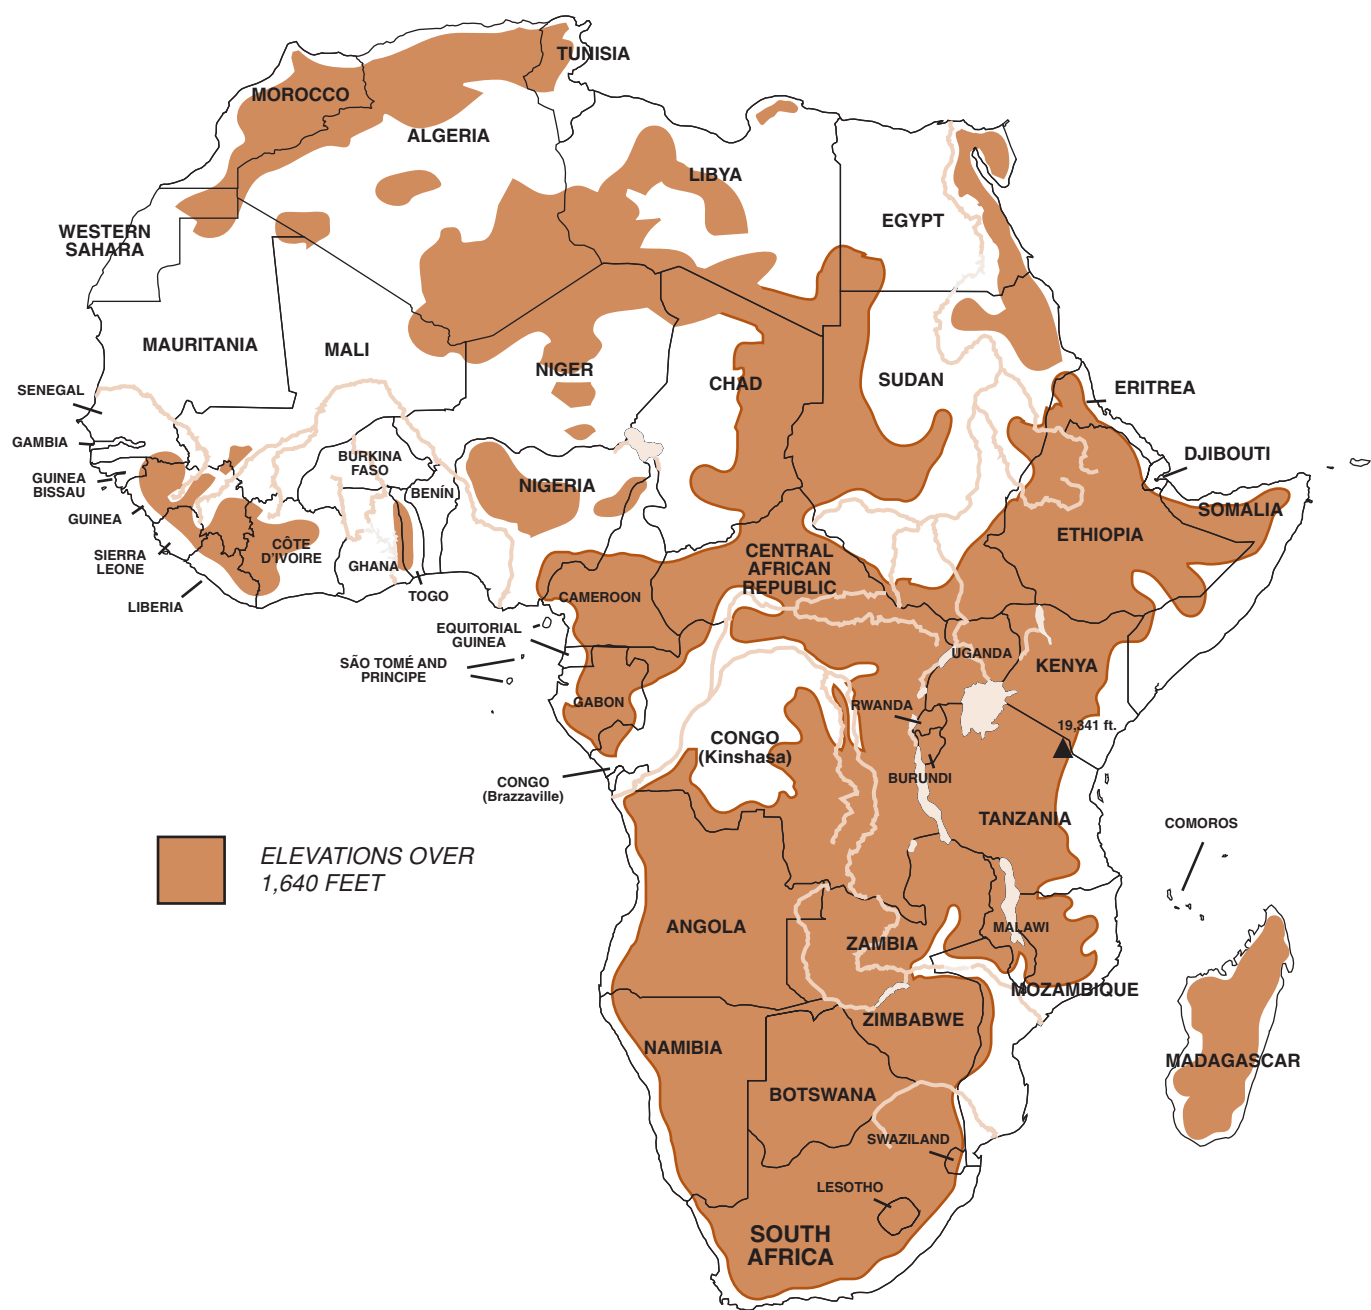 TUNISIA
MOROCCO
ALGERIA
LIBYA
EGYPT
WESTERN
SAHARA
MAURITANIA
MALI
NIGER
CHAD
SUDAN
ERITREA
SENEGAL
GAMBIA
DJIBOUTI
GUINEA
BISSAU
BURKINA
FASO
BENÍN
NIGERIA
SOMALIA
GUINEA
ETHIOPIA
SIERRA
LEONE
CÔTE
D'IVOIRE
GHANA
CENTRAL
AFRICAN
REPUBLIC
LIBERIA
TOGO
CAMEROON
EQUITORIAL
GUINEA
UGANDA
KENYA
SÃO TOMÉ AND
PRINCIPE
GABON
RWANDA
19,341 ft.
CONGO
(Kinshasa)
BURUNDI
CONGO
(Brazzaville)
TANZANIA
COMOROS
ELEVATIONS OVER
1,640 FEET
ANGOLA
ZAMBIA
MALAWI
MOZAMBIQUE
ZIMBABWE
NAMIBIA
MADAGASCAR
BOTSWANA
SWAZILAND
LESOTHO
SOUTH
AFRICA